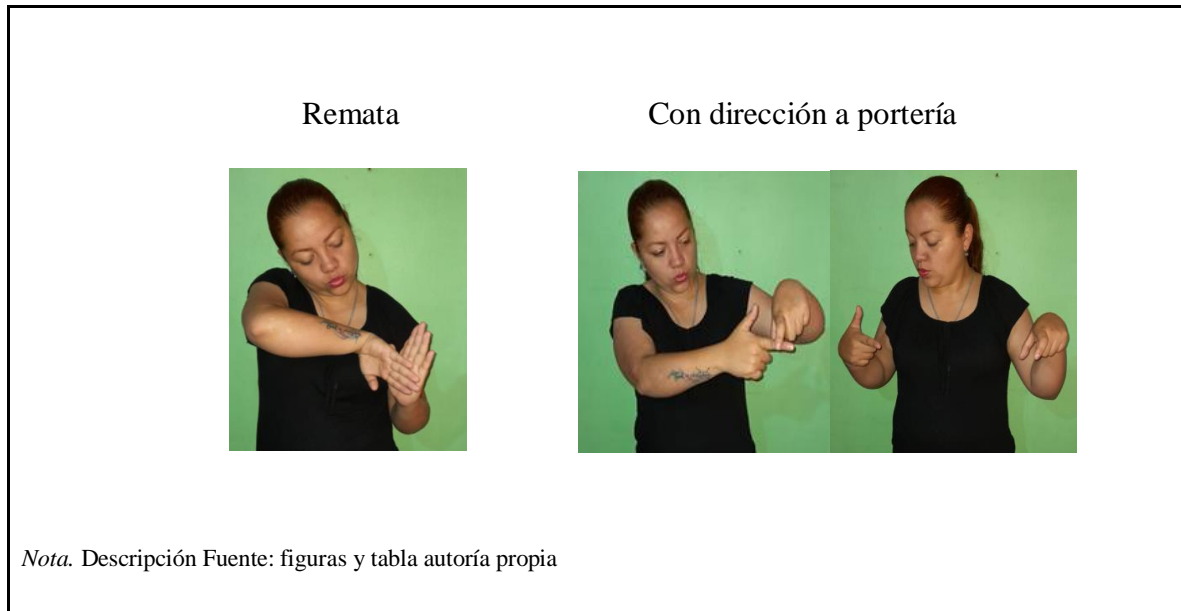 Remata
Con dirección a portería
Nota. Descripción Fuente: figuras y tabla autoría propia